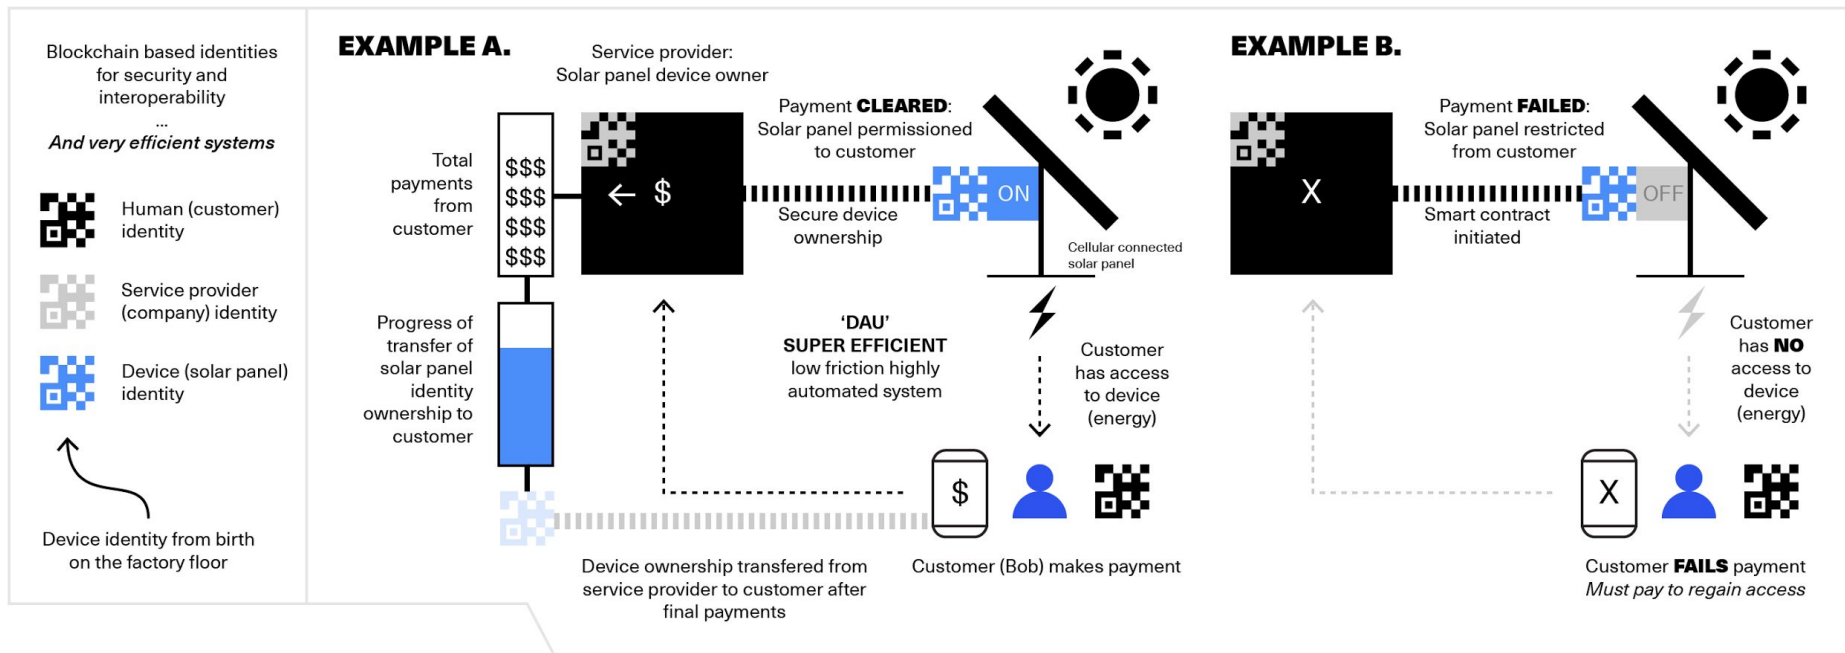 Blockchain based identities
for security and
interoperability
...
And very efficient systems
Human (customer)
identity
Service provider
(company) identity
Device (solar panel)
identity
Device identity from birth
on the factory floor
EXAMPLE A.
Service provider:
Solar panel device owner
Total
payments
from
customer
$$$
$$$
$$$
$$$
← $
Payment CLEARED:
Solar panel permissioned
to customer
ON
Secure device
ownership
Cellular connected
solar panel
Progress of
transfer of
solar panel
identity
ownership to
customer
‘DAU’
SUPER EFFICIENT
low friction highly
automated system
Customer
has access
to device
(energy)
$
Device ownership transfered from
service provider to customer after
final payments
Customer (Bob) makes payment
EXAMPLE B.
X
Payment FAILED:
Solar panel restricted
from customer
OFF
Smart contract
initiated
Customer
has NO
access to
device
(energy)
X
Customer FAILS payment
Must pay to regain access